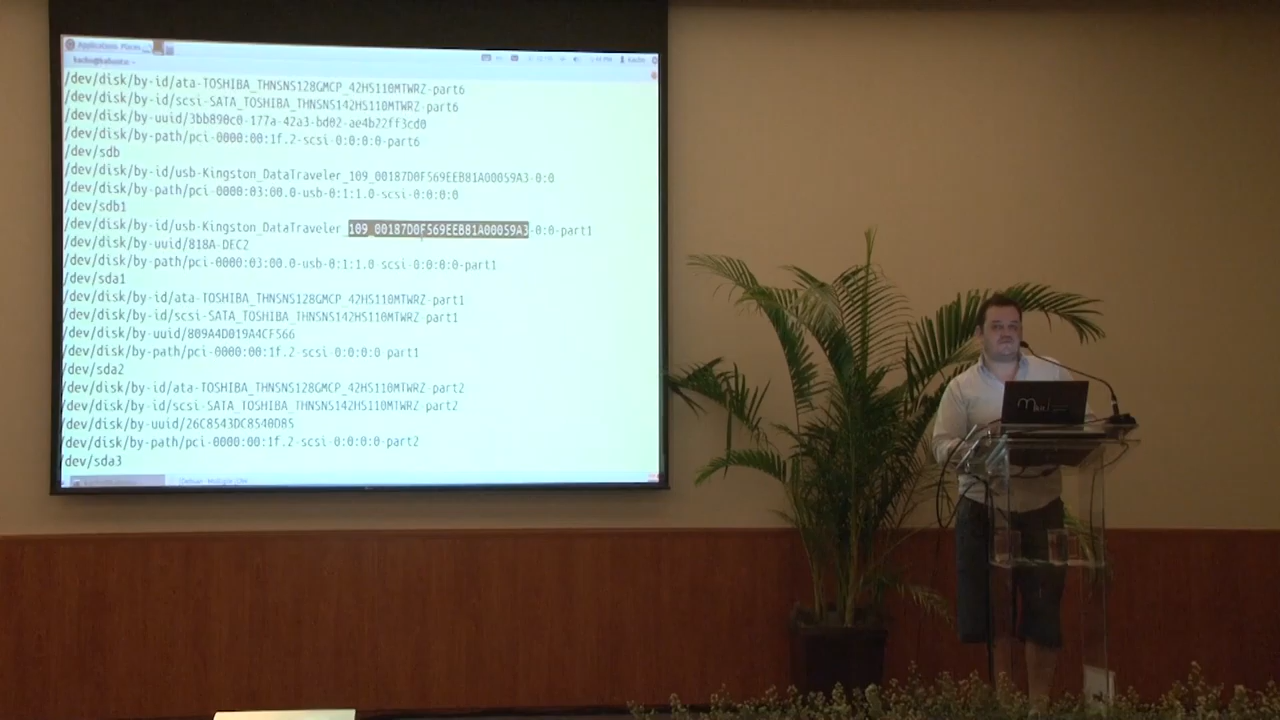 Applications Places
/dev/disk/by-id/ata-TOSHIBA_THNSNS128GMCP_42HS110MTWRZ-part6
/dev/disk/by-id/scsi-SATA_TOSHIBA_THNSNS142HS110MTWRZ-part6
/dev/disk/by-uuid/3bb890c0-177a-42a3-bd02-ae4b22ff3cd0
/dev/disk/by-path/pci-0000:00:1f.2-scsi-0:0:0:0-part6
/dev/sdb
/dev/disk/by-id/usb-Kingston_DataTraveler_109_00187D0F569EEB81A00059A3-0:0
/dev/disk/by-path/pci-0000:03:00.0-usb-0:1:1.0-scsi-0:0:0:0
/dev/sdb1
/dev/disk/by-id/usb-Kingston_DataTraveler_109_00187D0F569EEB81A00059A3-0:0-part1
/dev/disk/by-uuid/818A-DEC2
/dev/disk/by-path/pci-0000:03:00.0-usb-0:1:1.0-scsi-0:0:0:0-part1
/dev/sda1
/dev/disk/by-id/ata-TOSHIBA_THNSNS128GMCP_42HS110MTWRZ-part1
/dev/disk/by-id/scsi-SATA_TOSHIBA_THNSNS142HS110MTWRZ-part1
/dev/disk/by-uuid/809A4D019A4CF566
/dev/disk/by-path/pci-0000:00:1f.2-scsi-0:0:0:0-part1
/dev/sda2
/dev/disk/by-id/ata-TOSHIBA_THNSNS128GMCP_42HS110MTWRZ-part2
/dev/disk/by-id/scsi-SATA_TOSHIBA_THNSNS142HS110MTWRZ-part2
/dev/disk/by-uuid/26C8543DC8540D85
/dev/disk/by-path/pci-0000:00:1f.2-scsi-0:0:0:0-part2
/dev/sda3